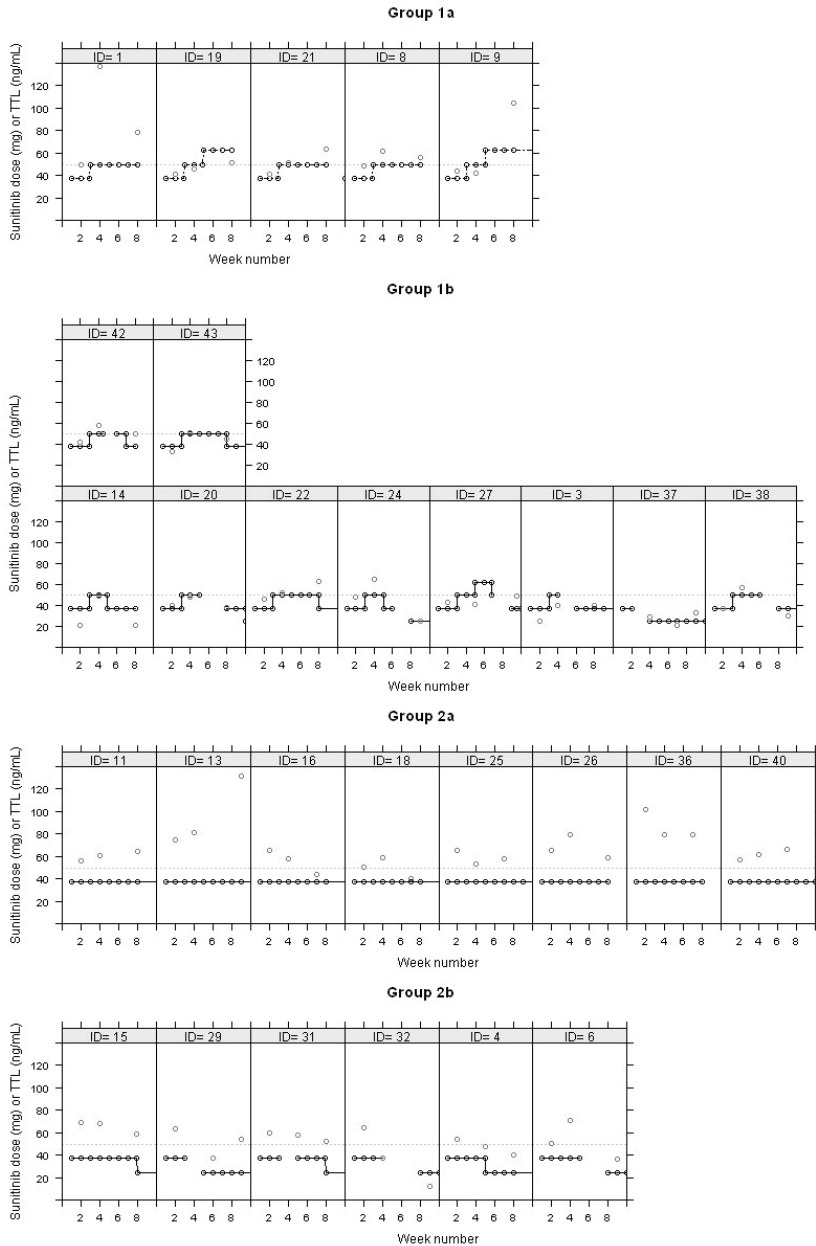 Group 1a
Sunitinib dose (mg) or TTL (ng/mL)
ID= 1 ID= 19 ID= 21 ID= 8 ID= 9
120
100
80
60
40
20
2 4 6 8 2 4 6 8 2 4 6 8 2 4 6 8 2 4 6 8
Week number
Group 1b
Sunitinib dose (mg) or TTL (ng/mL)
ID= 42 ID= 43
120
100
80
60
40
20
ID= 14 ID= 20 ID= 22 ID= 24 ID= 27 ID= 3 ID= 37 ID= 38
120
100
80
60
40
20
2 4 6 8 2 4 6 8 2 4 6 8 2 4 6 8 2 4 6 8 2 4 6 8 2 4 6 8 2 4 6 8
Week number
Group 2a
Sunitinib dose (mg) or TTL (ng/mL)
ID= 11 ID= 13 ID= 16 ID= 18 ID= 25 ID= 26 ID= 36 ID= 40
120
100
80
60
40
20
2 4 6 8 2 4 6 8 2 4 6 8 2 4 6 8 2 4 6 8 2 4 6 8 2 4 6 8 2 4 6 8
Week number
Group 2b
Sunitinib dose (mg) or TTL (ng/mL)
ID= 15 ID= 29 ID= 31 ID= 32 ID= 4 ID= 6
120
100
80
60
40
20
2 4 6 8 2 4 6 8 2 4 6 8 2 4 6 8 2 4 6 8 2 4 6 8
Week number